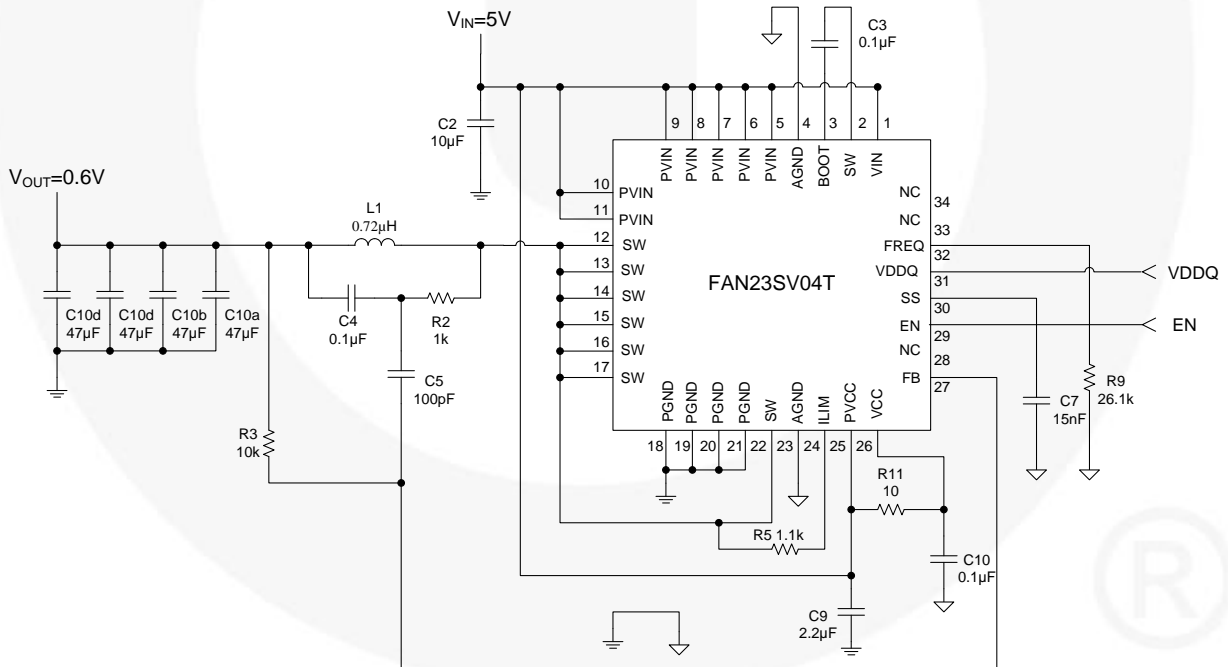 V_IN=5V
C3
0.1µF
C2
10µF
9 8 7 6 5 4 3 2 1
PVIN PVIN PVIN PVIN PVIN AGND BOOT SW VIN
V_OUT=0.6V
10 PVIN
11 PVIN
12 SW
13 SW
14 SW
15 SW
16 SW
17 SW
L1
0.72µH
C4
0.1µF
R2
1k
C5
100pF
C10d
47µF
C10d
47µF
C10b
47µF
C10a
47µF
R3
10k
FAN23SV04T
NC 34
NC 33
FREQ 32
VDDQ 31
SS 30
EN 29
NC 28
FB 27
VDDQ
EN
R9
26.1k
C7
15nF
PGND PGND PGND PGND SW AGND ILIM PVCC VCC
18 19 20 21 22 23 24 25 26
R11
10
R5 1.1k
C10
0.1µF
C9
2.2µF
®